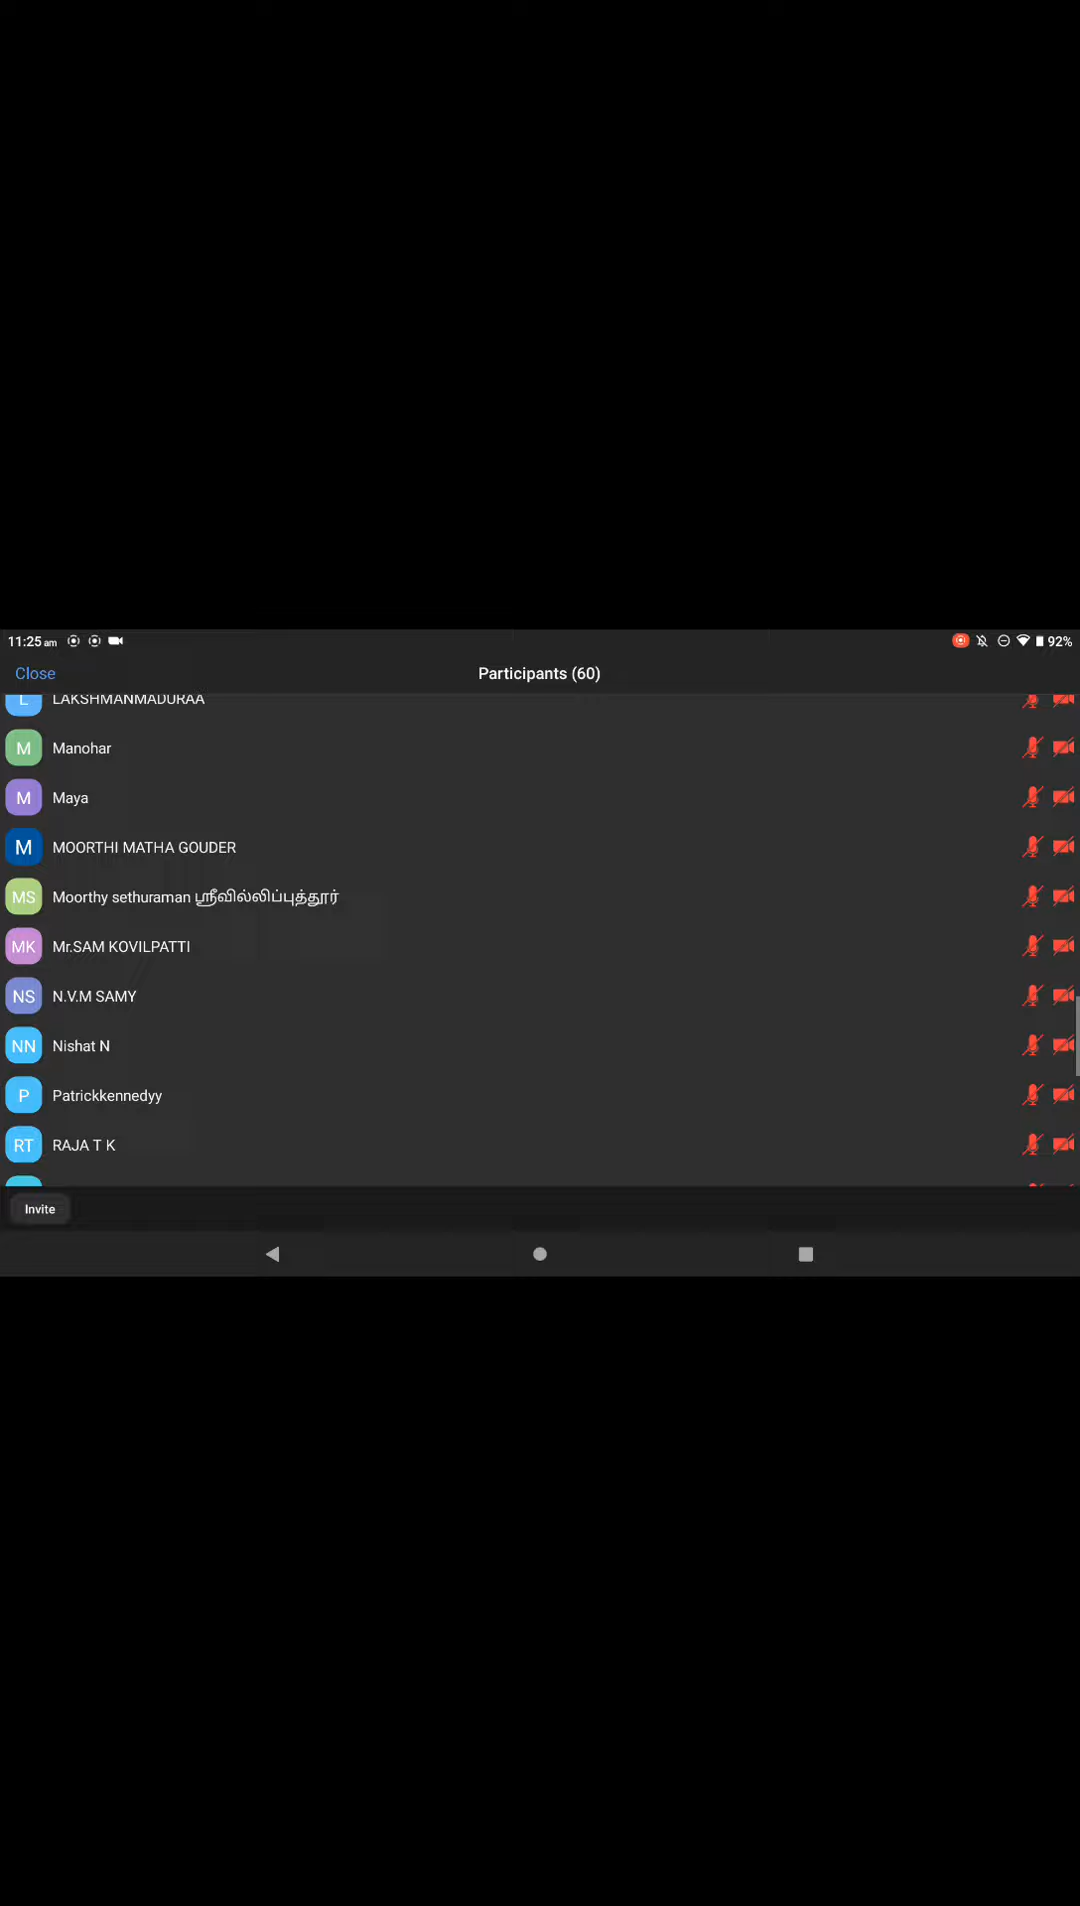 11:25 am 92%
Close Participants (60)
L LAKSHMANMADURAA
M Manohar
M Maya
M MOORTHI MATHA GOUDER
MS Moorthy sethuraman ஸ்ரீவில்லிப்புத்தூர்
MK Mr.SAM KOVILPATTI
NS N.V.M SAMY
NN Nishat N
P Patrickkennedyy
RT RAJA T K
Invite